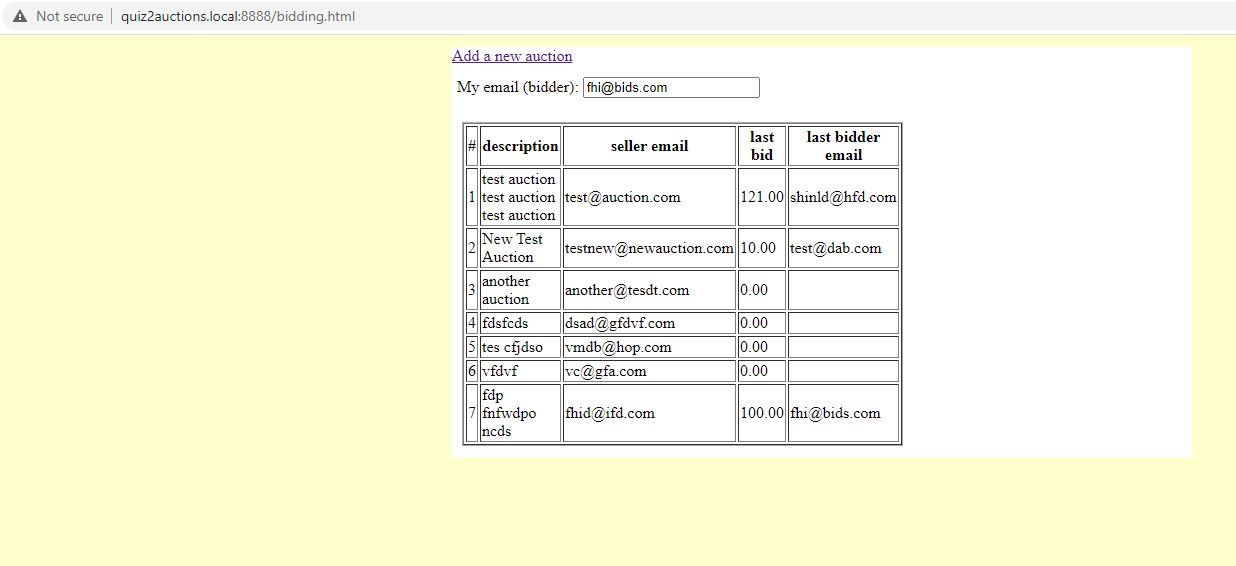 Not secure | quiz2auctions.local:8888/bidding.html
Add a new auction
My email (bidder): fhi@bids.com
# description seller email last bid last bidder email
1 test auction test auction test auction test@auction.com 121.00 shinld@hfd.com
2 New Test Auction testnew@newauction.com 10.00 test@dab.com
3 another auction another@tesdt.com 0.00
4 fdsfcds dsad@gfdvf.com 0.00
5 tes cfjdso vmdb@hop.com 0.00
6 vfdvf vc@gfa.com 0.00
7 fdp fnfwdpo ncds fhid@ifd.com 100.00 fhi@bids.com